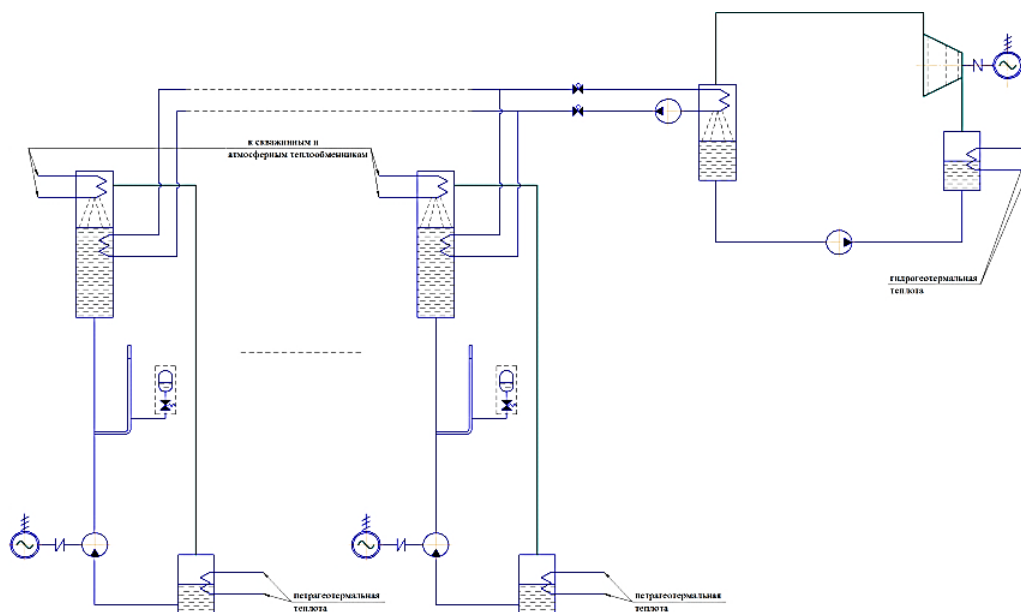 к скважинным и
атмосферным теплообменникам
гидрогеотермальная
теплота
петрагеотермальная
теплота
петрагеотермальная
теплота